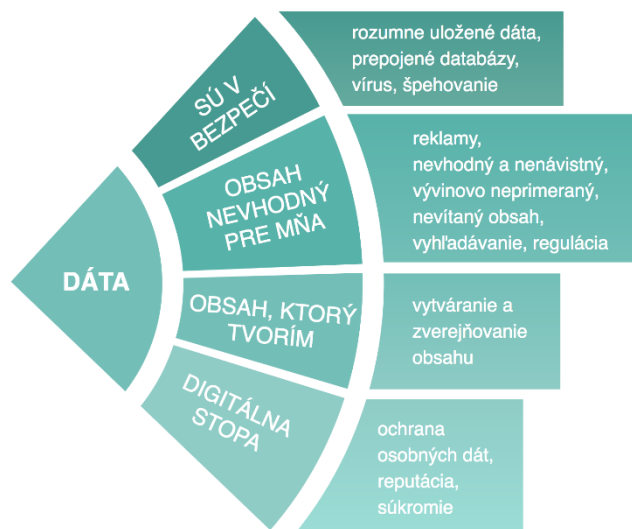 DÁTA
SÚ V
BEZPEČÍ
rozumne uložené dáta,
prepojené databázy,
vírus, špehovanie
OBSAH
NEVHODNÝ
PRE MŇA
reklamy,
nevhodný a nenávistný,
vývinovo neprimeraný,
nevítaný obsah,
vyhľadávanie, regulácia
OBSAH, KTORÝ
TVORÍM
vytváranie a
zverejňovanie
obsahu
DIGITÁLNA
STOPA
ochrana
osobných dát,
reputácia,
súkromie